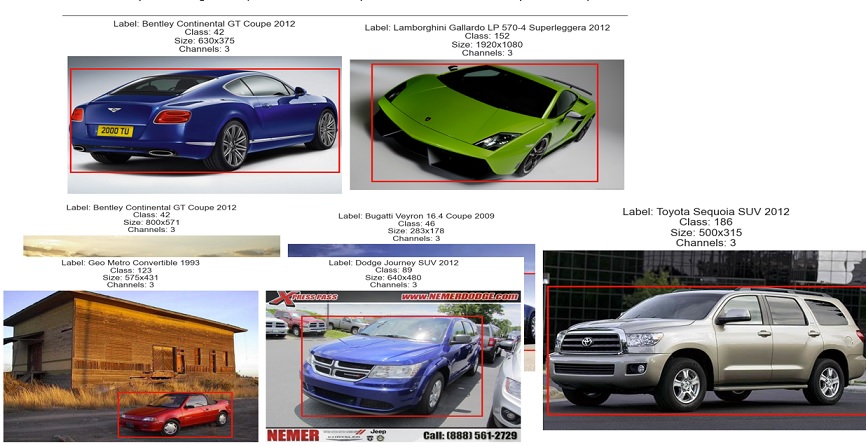 Label: Bentley Continental GT Coupe 2012
Class: 42
Size: 630x375
Channels: 3
Label: Lamborghini Gallardo LP 570-4 Superleggera 2012
Class: 152
Size: 1920x1080
Channels: 3
2000 TU
Label: Bentley Continental GT Coupe 2012
Class: 42
Size: 800x571
Channels: 3
Label: Bugatti Veyron 16.4 Coupe 2009
Class: 46
Size: 283x178
Channels: 3
Label: Toyota Sequoia SUV 2012
Class: 186
Size: 500x315
Channels: 3
Label: Geo Metro Convertible 1993
Class: 123
Size: 575x431
Channels: 3
Label: Dodge Journey SUV 2012
Class: 89
Size: 640x480
Channels: 3
XPRESS PASS
www.NEMERDODGE.com
NEMER
Jeep
Call: (888) 561-2729